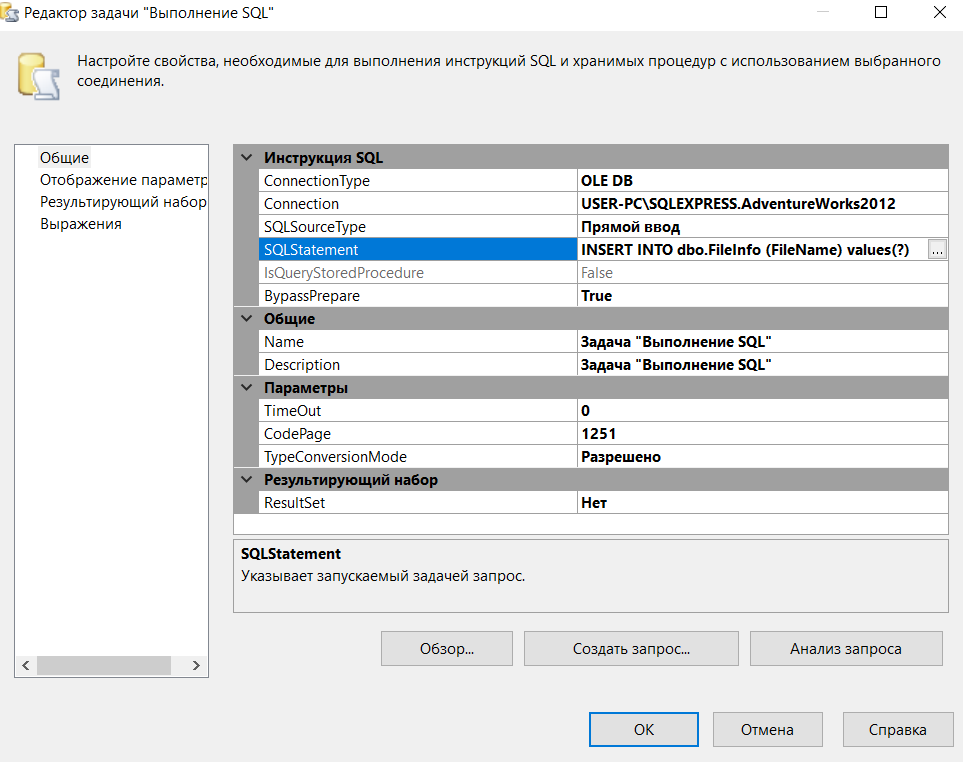 Редактор задачи "Выполнение SQL"
Настройте свойства, необходимые для выполнения инструкций SQL и хранимых процедур с использованием выбранного
соединения.
Общие
Отображение параметр
Результирующий набор
Выражения
Инструкция SQL
ConnectionType OLE DB
Connection USER-PC\SQLEXPRESS.AdventureWorks2012
SQLSourceType Прямой ввод
SQLStatement INSERT INTO dbo.FileInfo (FileName) values(?) ...
IsQueryStoredProcedure False
BypassPrepare True
Общие
Name Задача "Выполнение SQL"
Description Задача "Выполнение SQL"
Параметры
TimeOut 0
CodePage 1251
TypeConversionMode Разрешено
Результирующий набор
ResultSet Нет
SQLStatement
Указывает запускаемый задачей запрос.
Обзор... Создать запрос... Анализ запроса
OK Отмена Справка